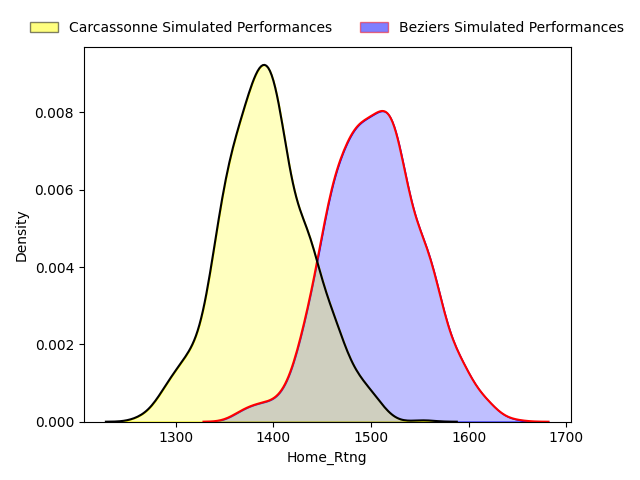 Carcassonne Simulated Performances Beziers Simulated Performances
0.008
0.006
0.004
0.002
0.000
Density
1300 1400 1500 1600 1700
Home_Rtng